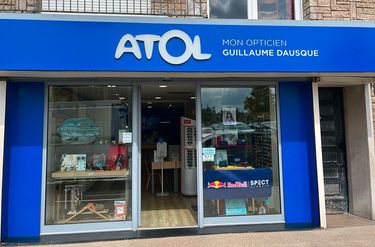 ATOL
MON OPTICIEN
GUILLAUME DAUSQUE
Red Bull
SPECT